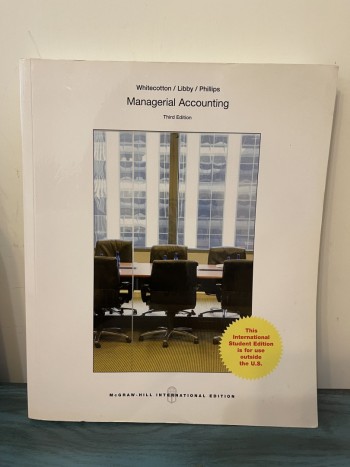 Whitecotton / Libby / Phillips
Managerial Accounting
Third Edition
This
International
Student Edition
is for use
outside
the U.S.
McGRAW-HILL INTERNATIONAL EDITION